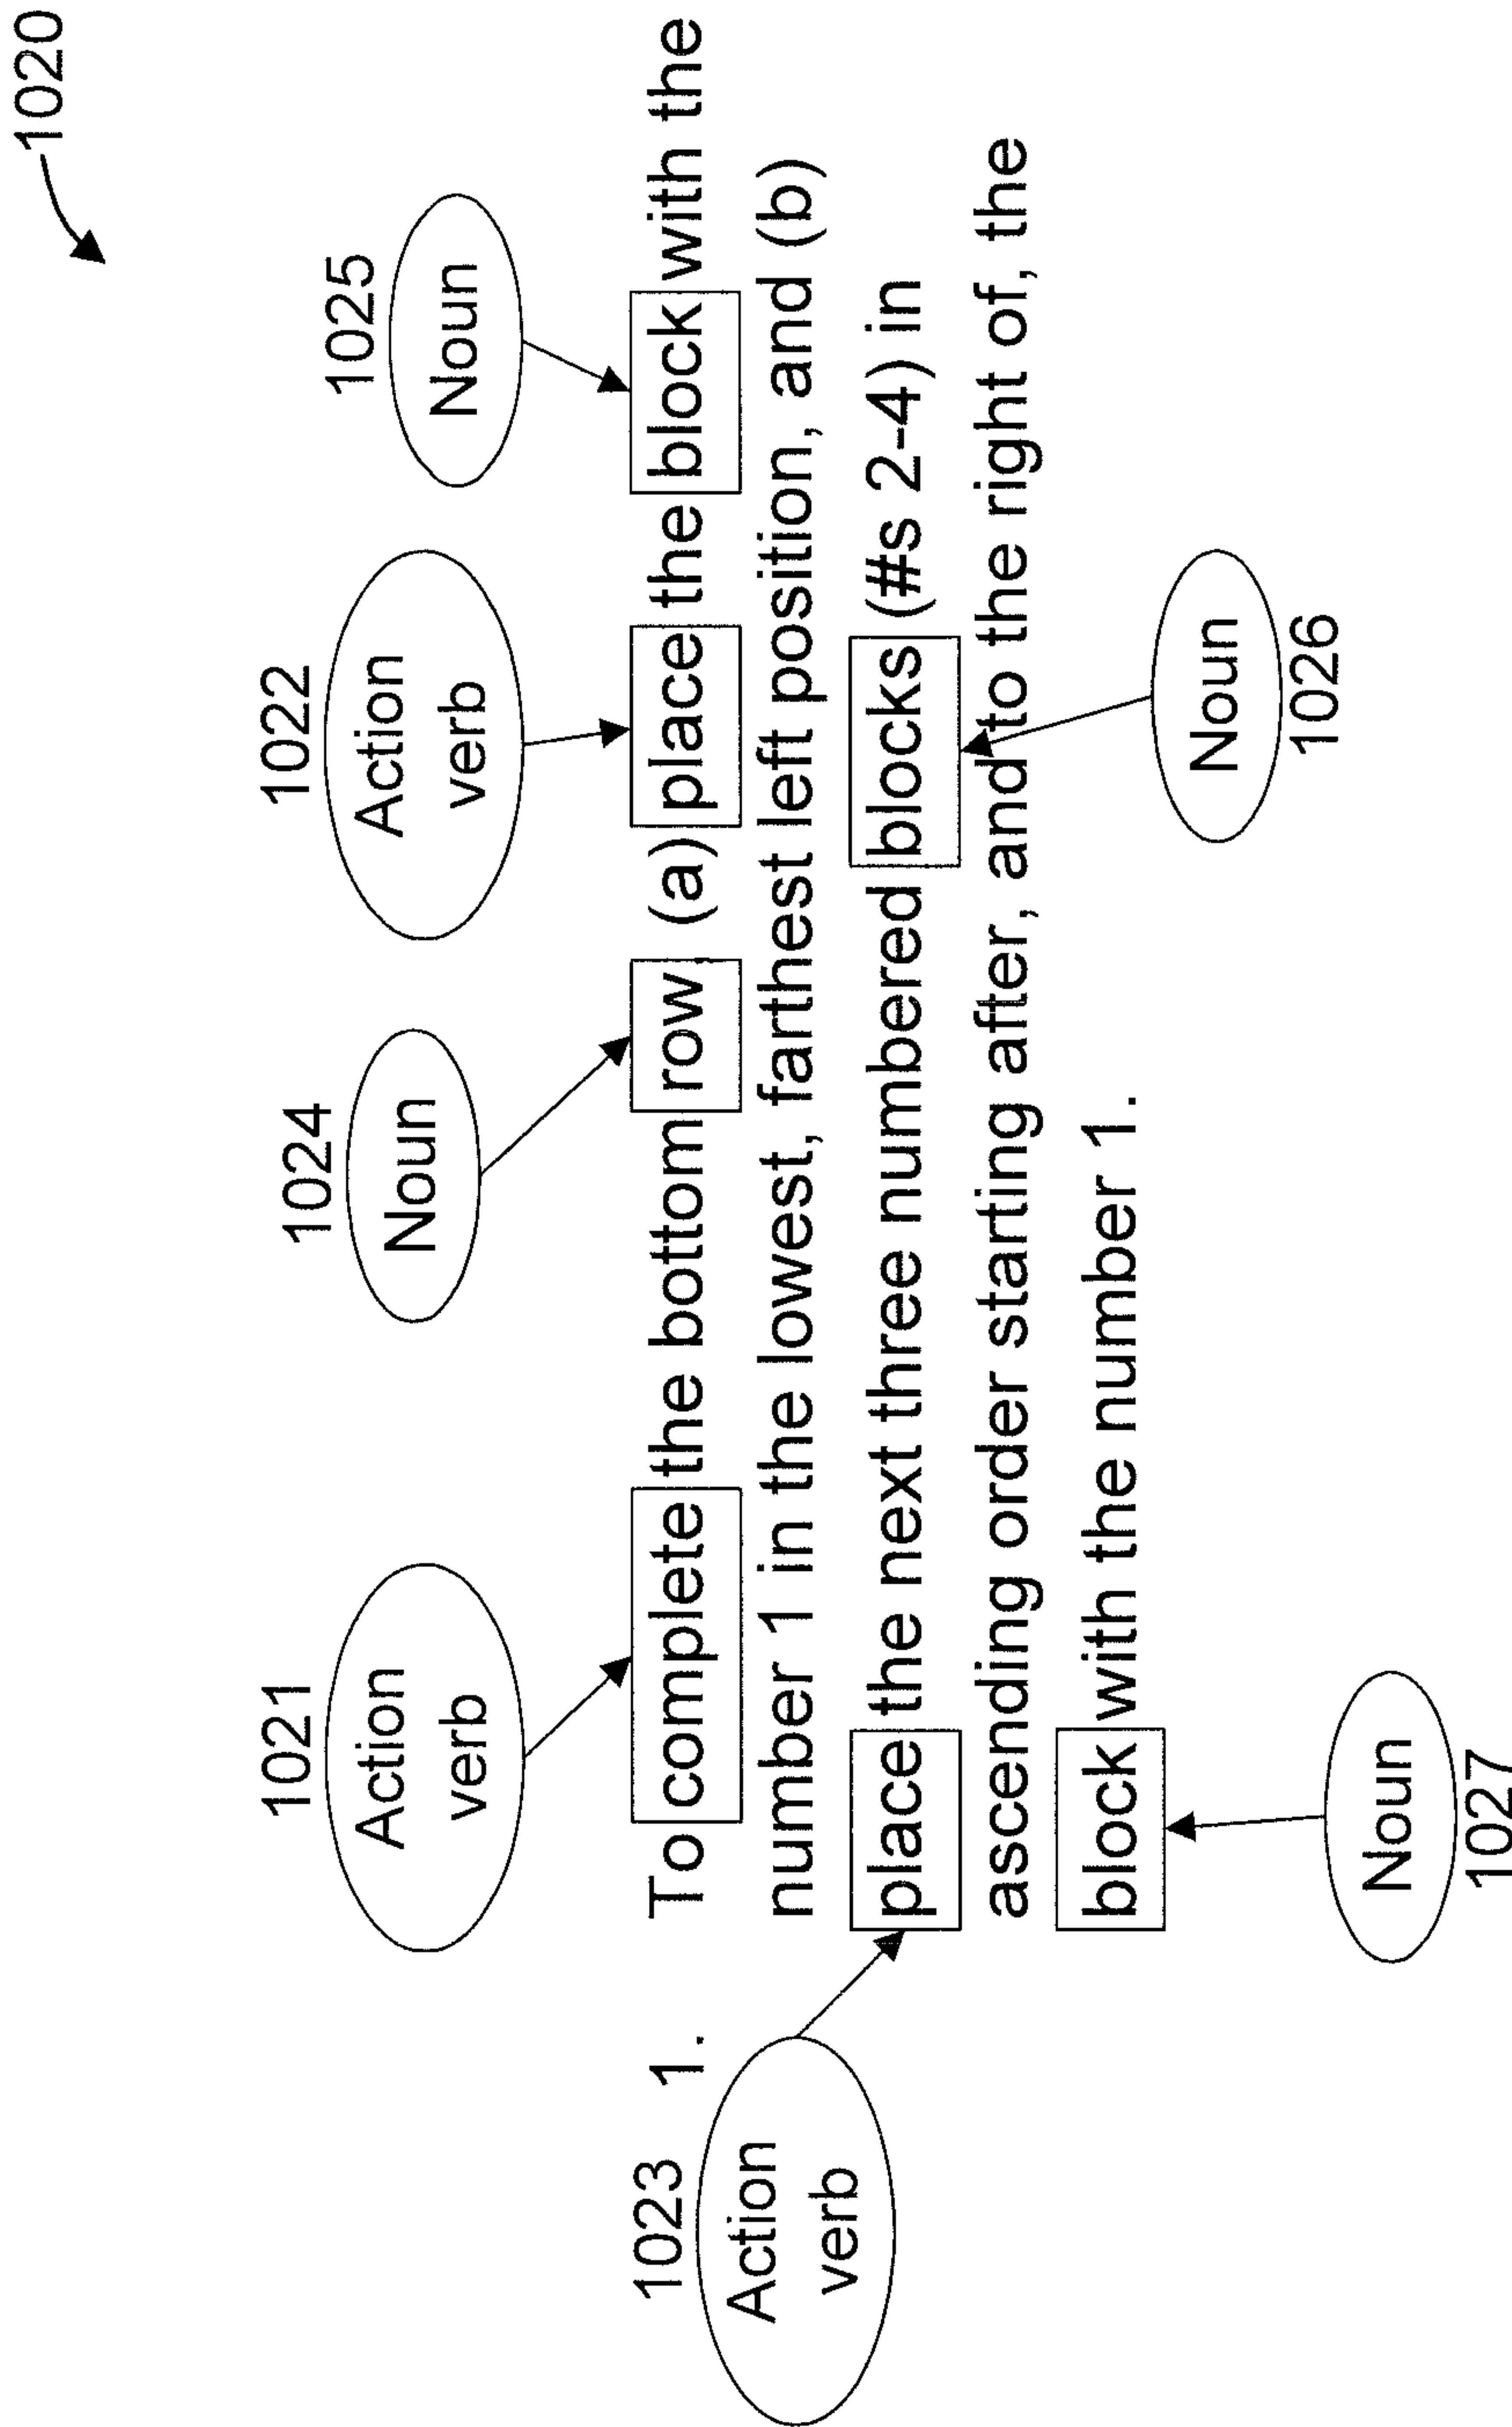 1020
1021
1024
1022
1025
Action
verb
Noun
Action
verb
Noun
1. To complete the bottom row (a) place the block with the
number 1 in the lowest, farthest left position, and (b)
place the next three numbered blocks (#s 2-4) in
ascending order starting after, and to the right of, the
block with the number 1.
1023
Action
verb
Noun
1026
Noun
1027